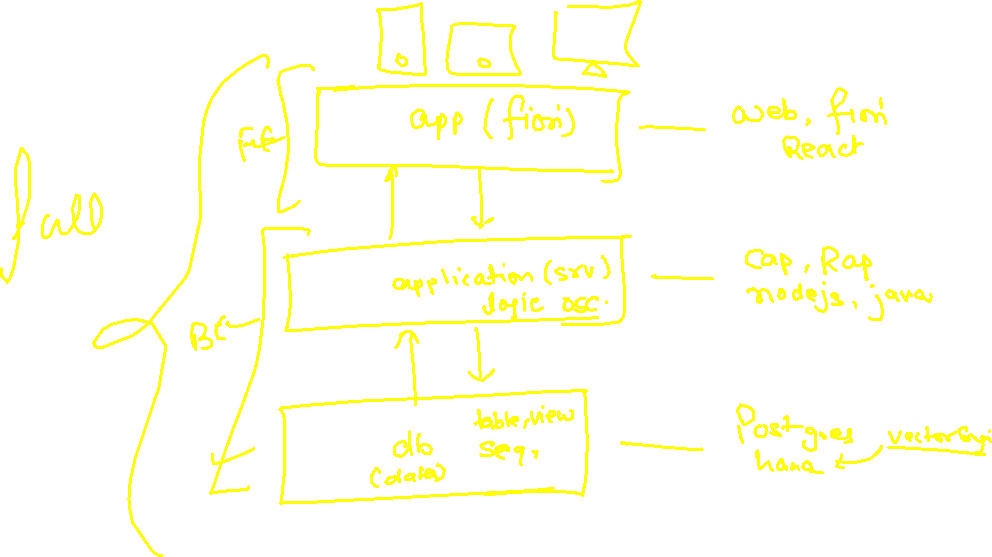 app (fiori)
web, fiori
React
full
application (srv)
logic
Cap, Rap
nodejs, java
BE
table, view
db
seq,
(data)
Postgres
hana